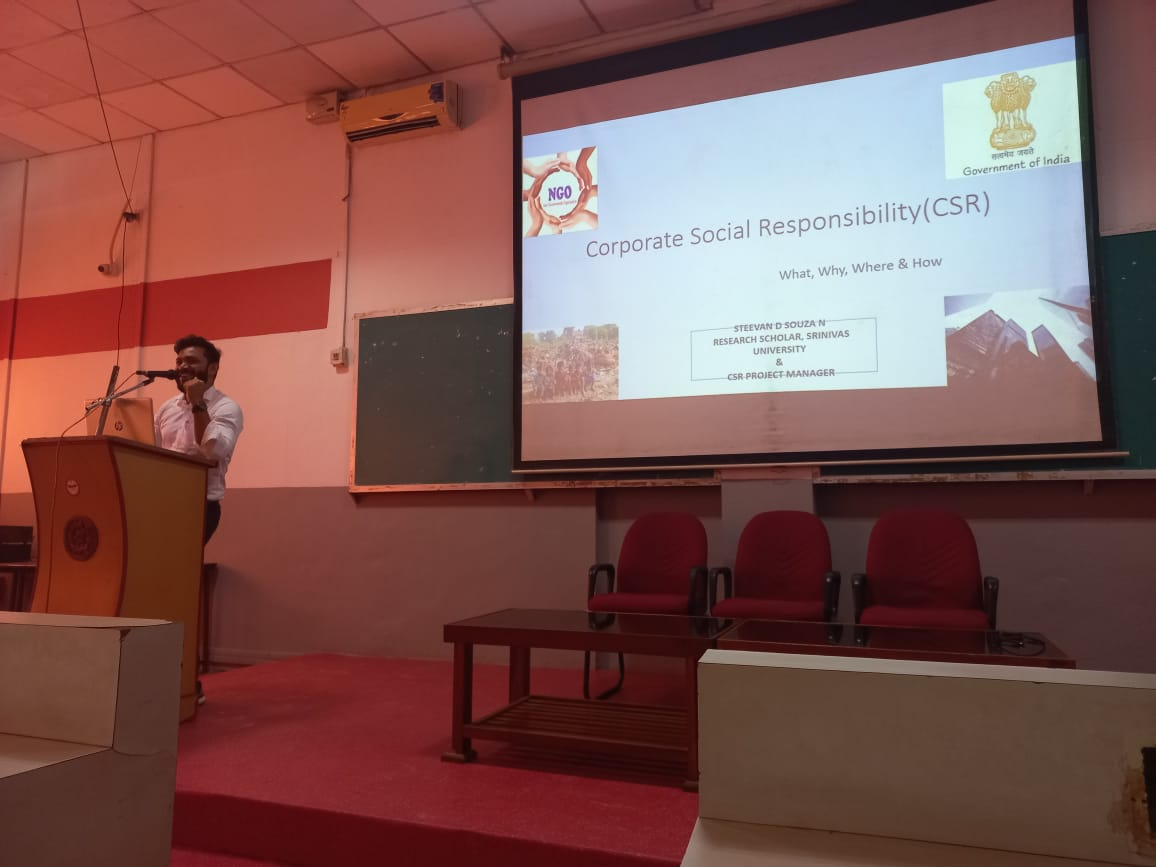 सत्यमेव जयते
Government of India
NGO
Corporate Social Responsibility(CSR)
What, Why, Where & How
STEEVAN D SOUZA N
RESEARCH SCHOLAR, SRINIVAS
UNIVERSITY
&
CSR PROJECT MANAGER
hp